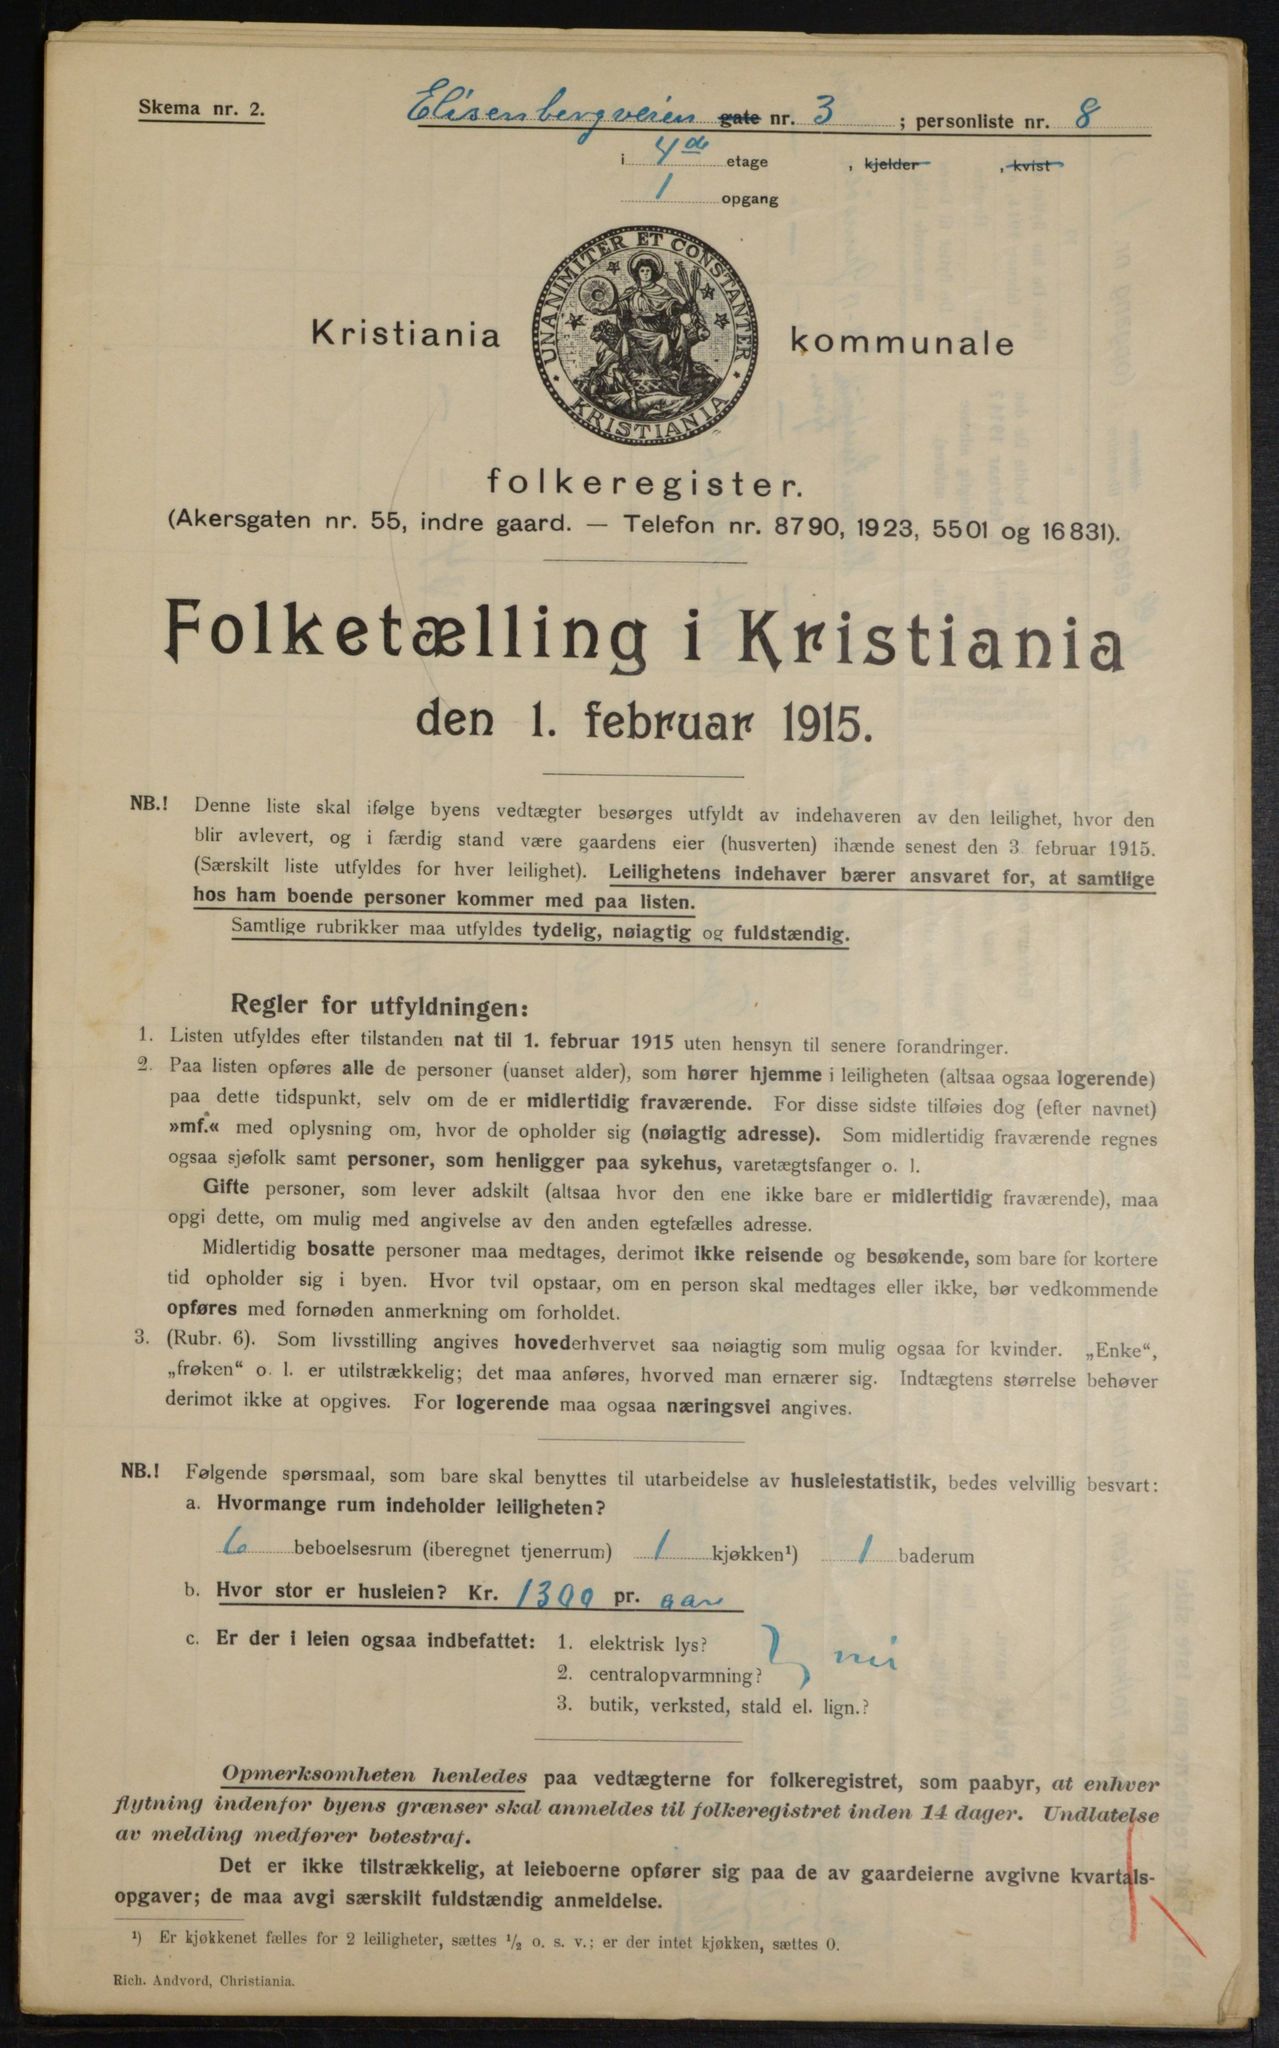 Skema nr. 2.
Elisenbergveien gate nr. 3 ; personliste nr. 8
i 4de etage , kjelder , kvist
1 opgang
Kristiania kommunale
UNANIMITER ET CONSTANTER
KRISTIANIA
folkeregister.
(Akersgaten nr. 55, indre gaard. — Telefon nr. 8790, 1923, 5501 og 16831).
Folketælling i Kristiania
den 1. februar 1915.
NB.! Denne liste skal ifølge byens vedtægter besørges utfyldt av indehaveren av den leilighet, hvor den
blir avlevert, og i færdig stand være gaardens eier (husverten) ihænde senest den 3. februar 1915.
(Særskilt liste utfyldes for hver leilighet). Leilighetens indehaver bærer ansvaret for, at samtlige
hos ham boende personer kommer med paa listen.
Samtlige rubrikker maa utfyldes tydelig, nøiagtig og fuldstændig.
Regler for utfyldningen:
1. Listen utfyldes efter tilstanden nat til 1. februar 1915 uten hensyn til senere forandringer.
2. Paa listen opføres alle de personer (uanset alder), som hører hjemme i leiligheten (altsaa ogsaa logerende)
paa dette tidspunkt, selv om de er midlertidig fraværende. For disse sidste tilføies dog (efter navnet)
»mf.« med oplysning om, hvor de opholder sig (nøiagtig adresse). Som midlertidig fraværende regnes
ogsaa sjøfolk samt personer, som henligger paa sykehus, varetægtsfanger o. l.
Gifte personer, som lever adskilt (altsaa hvor den ene ikke bare er midlertidig fraværende), maa
opgi dette, om mulig med angivelse av den anden egtefælles adresse.
Midlertidig bosatte personer maa medtages, derimot ikke reisende og besøkende, som bare for kortere
tid opholder sig i byen. Hvor tvil opstaar, om en person skal medtages eller ikke, bør vedkommende
opføres med fornøden anmerkning om forholdet.
3. (Rubr. 6). Som livsstilling angives hovederhvervet saa nøiagtig som mulig ogsaa for kvinder. „Enke“,
„frøken“ o. l. er utilstrækkelig; det maa anføres, hvorved man ernærer sig. Indtægtens størrelse behøver
derimot ikke at opgives. For logerende maa ogsaa næringsvei angives.
NB.! Følgende spørsmaal, som bare skal benyttes til utarbeidelse av husleiestatistik, bedes velvillig besvart:
a. Hvormange rum indeholder leiligheten?
6 beboelsesrum (iberegnet tjenerrum) 1 kjøkken¹) 1 baderum
b. Hvor stor er husleien? Kr. 1300 pr. aar
c. Er der i leien ogsaa indbefattet: 1. elektrisk lys?
2. centralopvarmning? nei
3. butik, verksted, stald el. lign.?
Opmerksomheten henledes paa vedtægterne for folkeregistret, som paabyr, at enhver
flytning indenfor byens grænser skal anmeldes til folkeregistret inden 14 dager. Undlatelse
av melding medfører bøtestraf.
Det er ikke tilstrækkelig, at leieboerne opfører sig paa de av gaardeierne avgivne kvartals-
opgaver; de maa avgi særskilt fuldstændig anmeldelse.
¹) Er kjøkkenet fælles for 2 leiligheter, sættes ½ o. s. v.; er der intet kjøkken, sættes 0.
Rich. Andvord, Christiania.